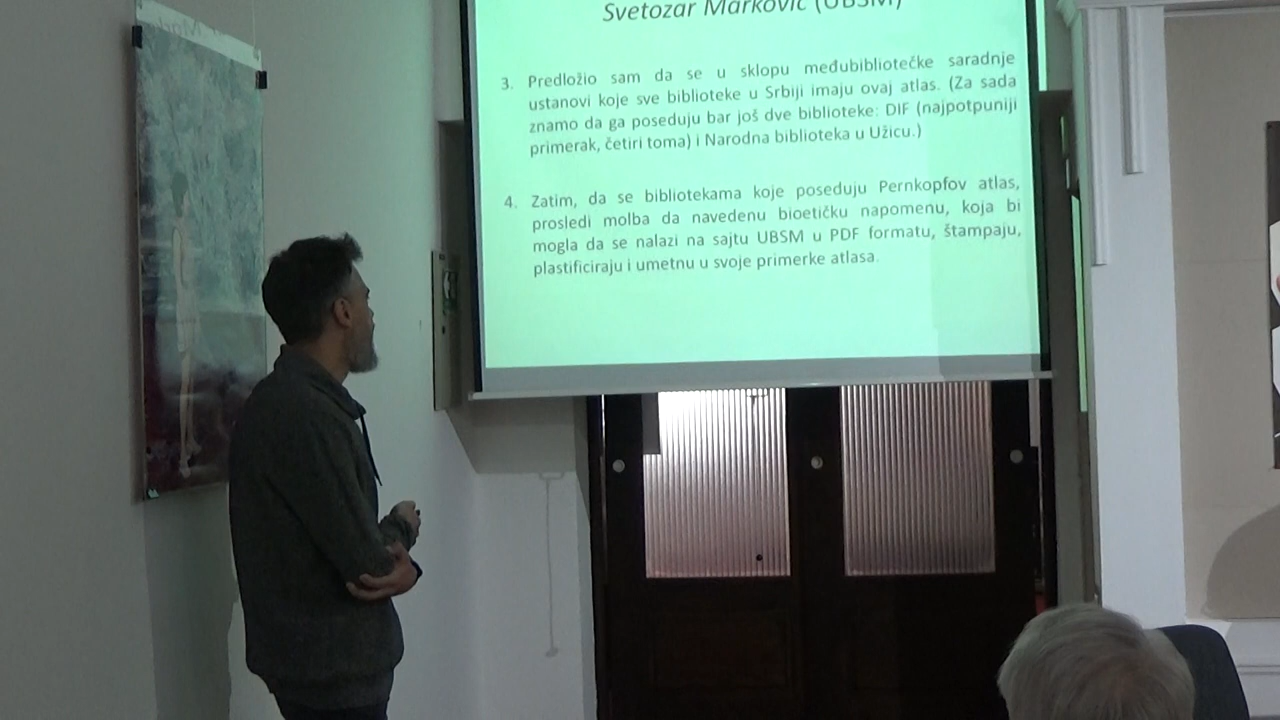 Svetozar Marković (UBSM)
3. Predložio sam da se u sklopu međubibliotečke saradnje
ustanovi koje sve biblioteke u Srbiji imaju ovaj atlas. (Za sada
znamo da ga poseduju bar još dve biblioteke: DIF (najpotpuniji
primerak, četiri toma) i Narodna biblioteka u Užicu.)
4. Zatim, da se bibliotekama koje poseduju Pernkopfov atlas,
prosledi molba da navedenu bioetičku napomenu, koja bi
mogla da se nalazi na sajtu UBSM u PDF formatu, štampaju,
plastificiraju i umetnu u svoje primerke atlasa.